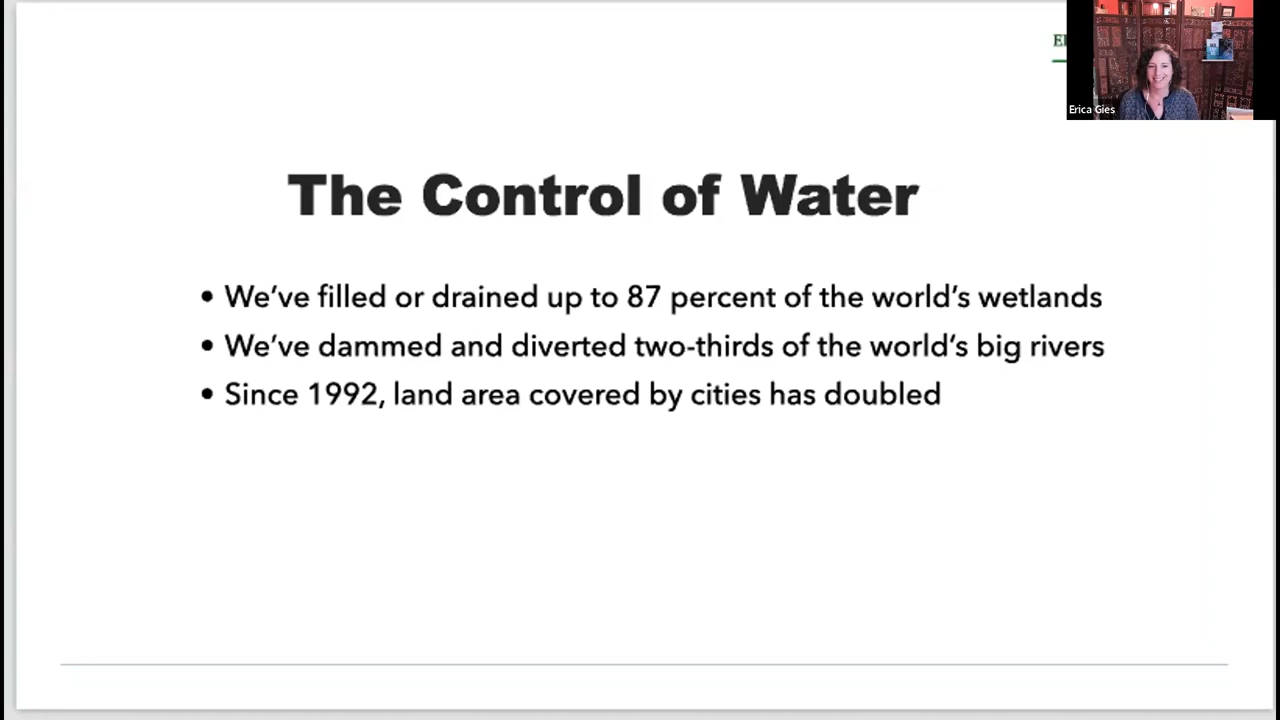 Erica Gies
The Control of Water
• We've filled or drained up to 87 percent of the world's wetlands
• We've dammed and diverted two-thirds of the world's big rivers
• Since 1992, land area covered by cities has doubled